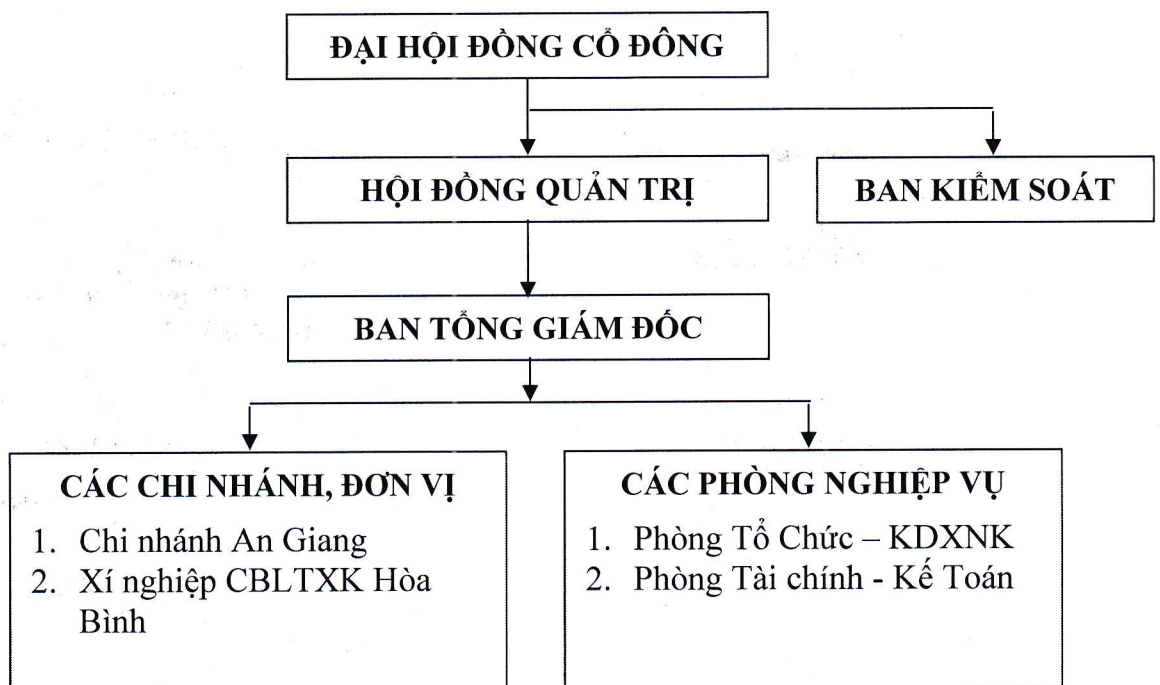 ĐẠI HỘI ĐỒNG CỔ ĐÔNG
HỘI ĐỒNG QUẢN TRỊ
BAN KIỂM SOÁT
BAN TỔNG GIÁM ĐỐC
CÁC CHI NHÁNH, ĐƠN VỊ
1. Chi nhánh An Giang
2. Xí nghiệp CBLTXK Hòa
Bình
CÁC PHÒNG NGHIỆP VỤ
1. Phòng Tổ Chức – KDXNK
2. Phòng Tài chính - Kế Toán